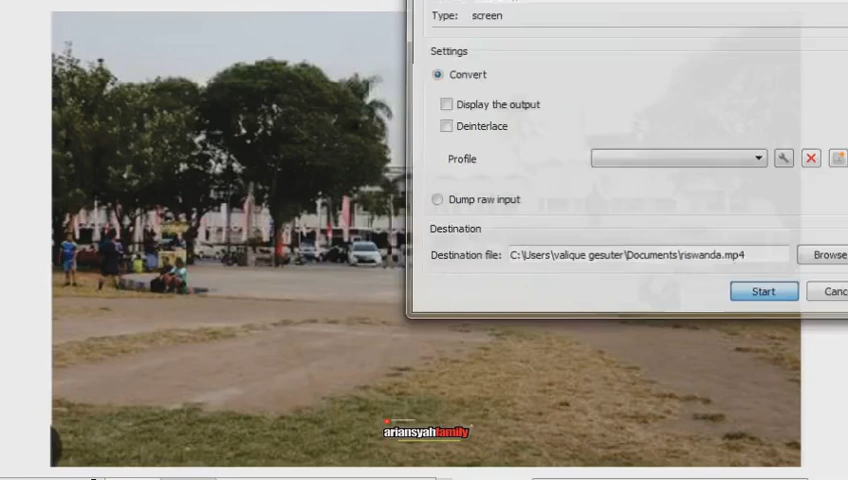 Type: screen
Settings
Convert
Display the output
Deinterlace
Profile
Dump raw input
Destination
Destination file: C:\Users\valique gesuter\Documents\riswanda.mp4
Browse
Start
Canc
ariansyahfamily